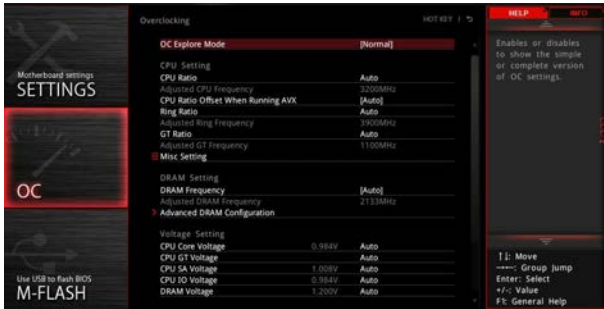 Overclocking
HOT KEY
HELP
INFO
OC Explore Mode [Normal]
CPU Setting
CPU Ratio Auto
Adjusted CPU Frequency 3200MHz
CPU Ratio Offset When Running AVX [Auto]
Ring Ratio Auto
Adjusted Ring Frequency 3900MHz
GT Ratio Auto
Adjusted GT Frequency 1100MHz
Misc Setting
DRAM Setting
DRAM Frequency [Auto]
Adjusted DRAM Frequency 2133MHz
Advanced DRAM Configuration
Voltage Setting
CPU Core Voltage 0.984V Auto
CPU GT Voltage Auto
CPU SA Voltage 1.008V Auto
CPU IO Voltage 0.984V Auto
DRAM Voltage 1.200V Auto
Motherboard settings
SETTINGS
OC
Use USB to flash BIOS
M-FLASH
Enables or disables
to show the simple
or complete version
of OC settings.
↑↓: Move
→←: Group Jump
Enter: Select
+/-: Value
F1: General Help